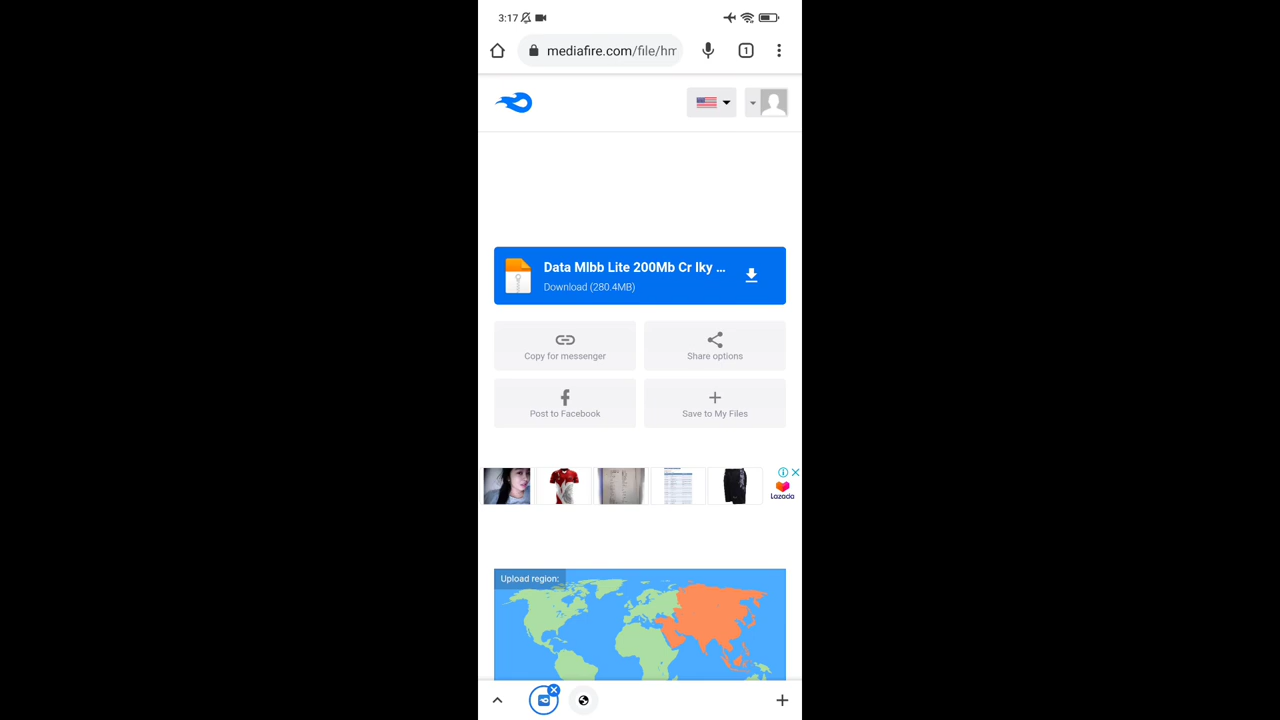 3:17
mediafire.com/file/hm
1
Data Mlbb Lite 200Mb Cr Iky ...
Download (280.4MB)
Copy for messenger
Share options
Post to Facebook
Save to My Files
Lazada
Upload region: